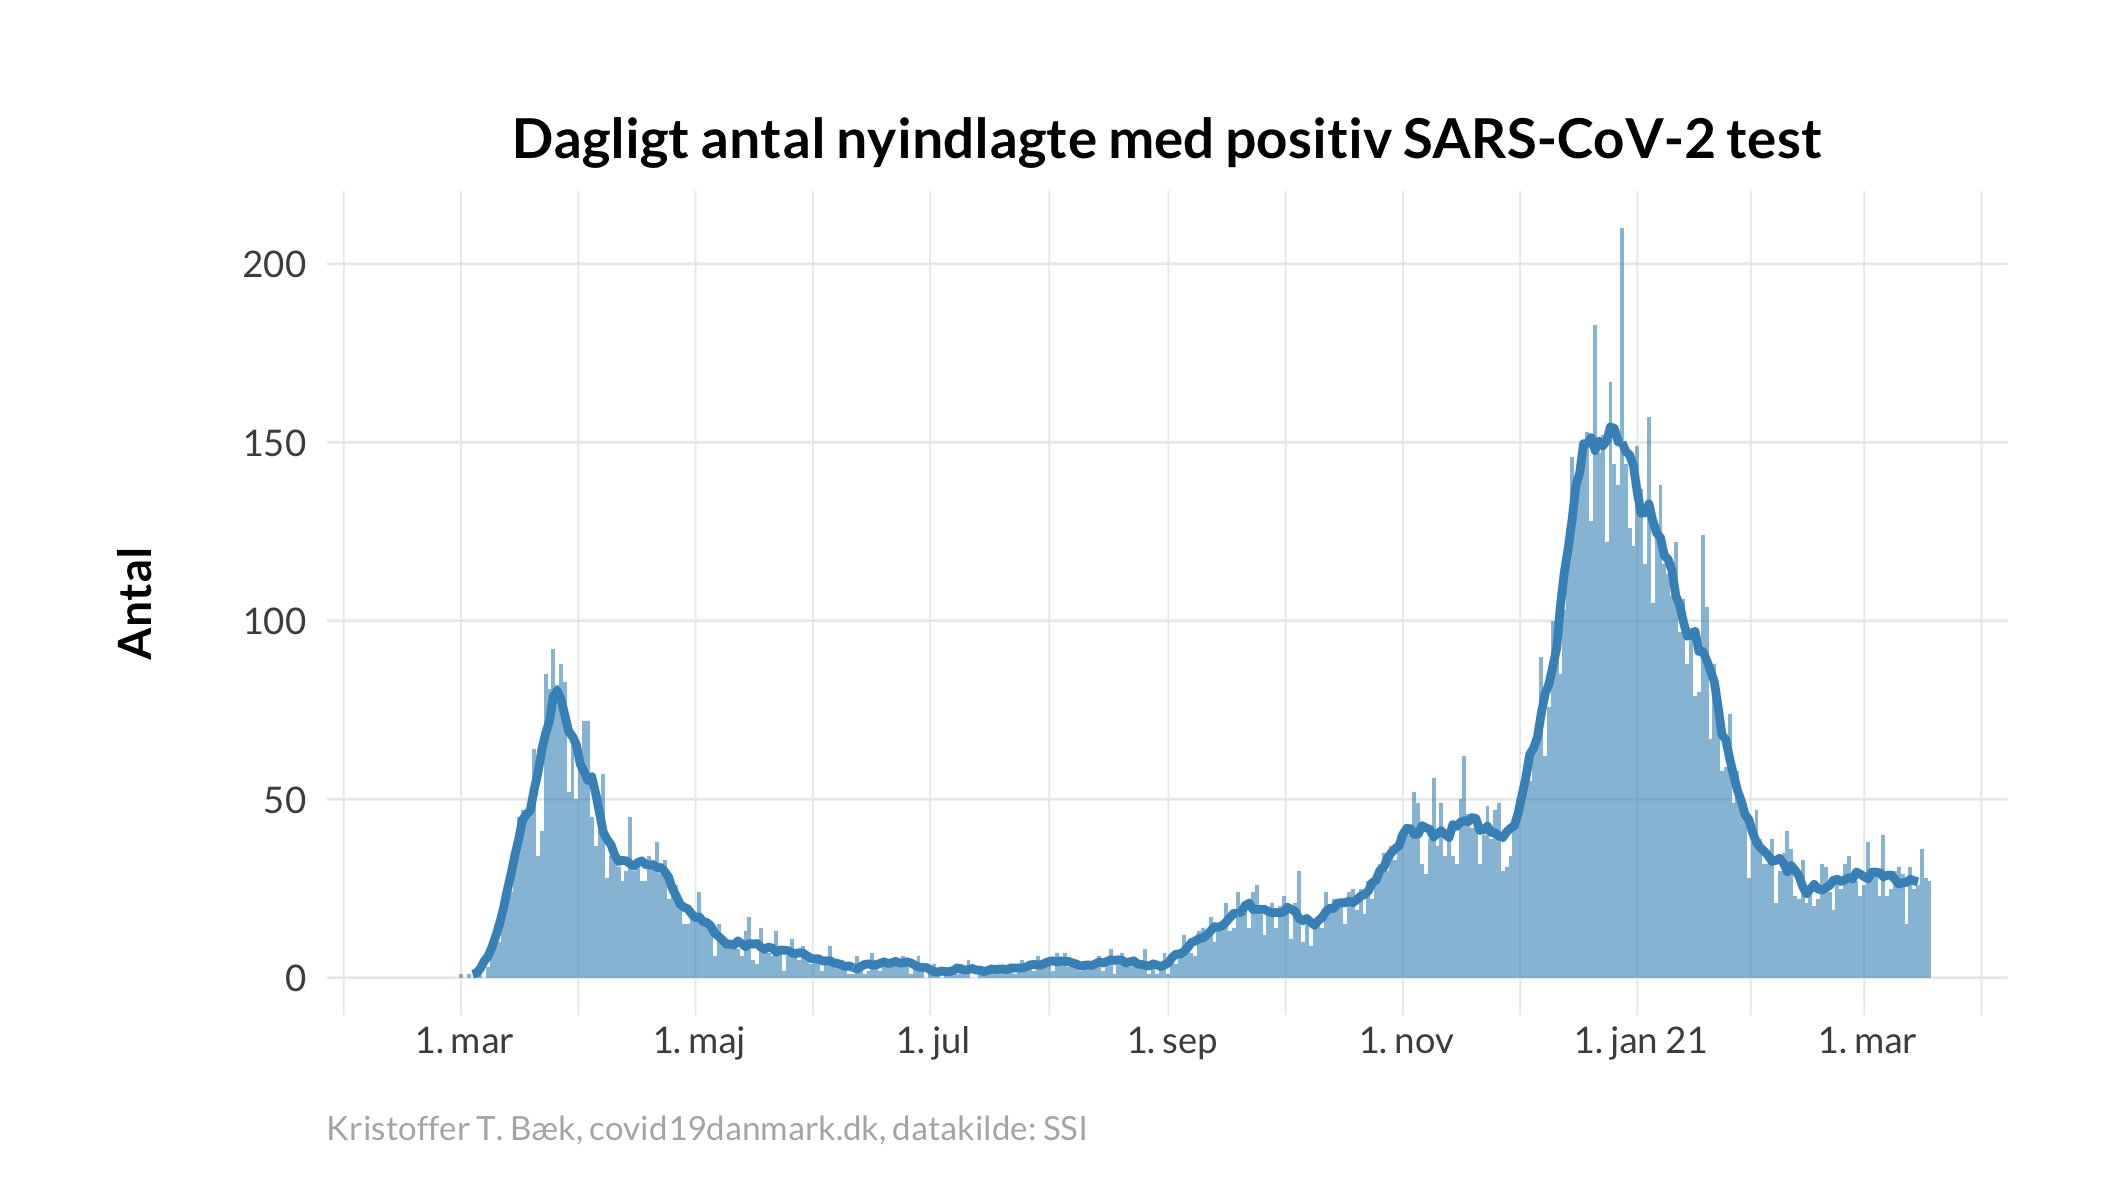 Dagligt antal nyindlagte med positiv SARS-CoV-2 test
Antal
200
150
100
50
0
1. mar
1. maj
1. jul
1. sep
1. nov
1. jan 21
1. mar
Kristoffer T. Bæk, covid19danmark.dk, datakilde: SSI